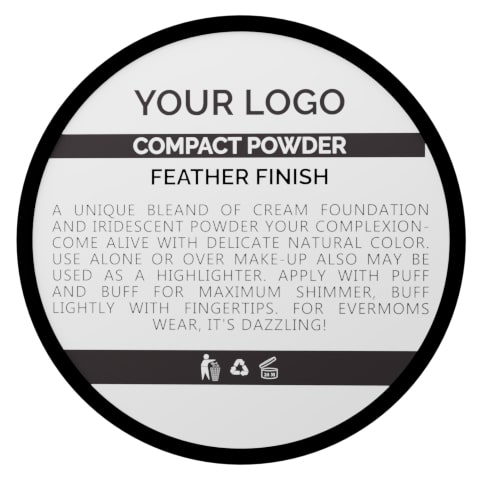 YOUR LOGO
COMPACT POWDER
FEATHER FINISH
A UNIQUE BLEAND OF CREAM FOUNDATION
AND IRIDESCENT POWDER YOUR COMPLEXION-
COME ALIVE WITH DELICATE NATURAL COLOR.
USE ALONE OR OVER MAKE-UP ALSO MAY BE
USED AS A HIGHLIGHTER. APPLY WITH PUFF
AND BUFF FOR MAXIMUM SHIMMER, BUFF
LIGHTLY WITH FINGERTIPS. FOR EVERMOMS
WEAR, IT'S DAZZLING!
24 M